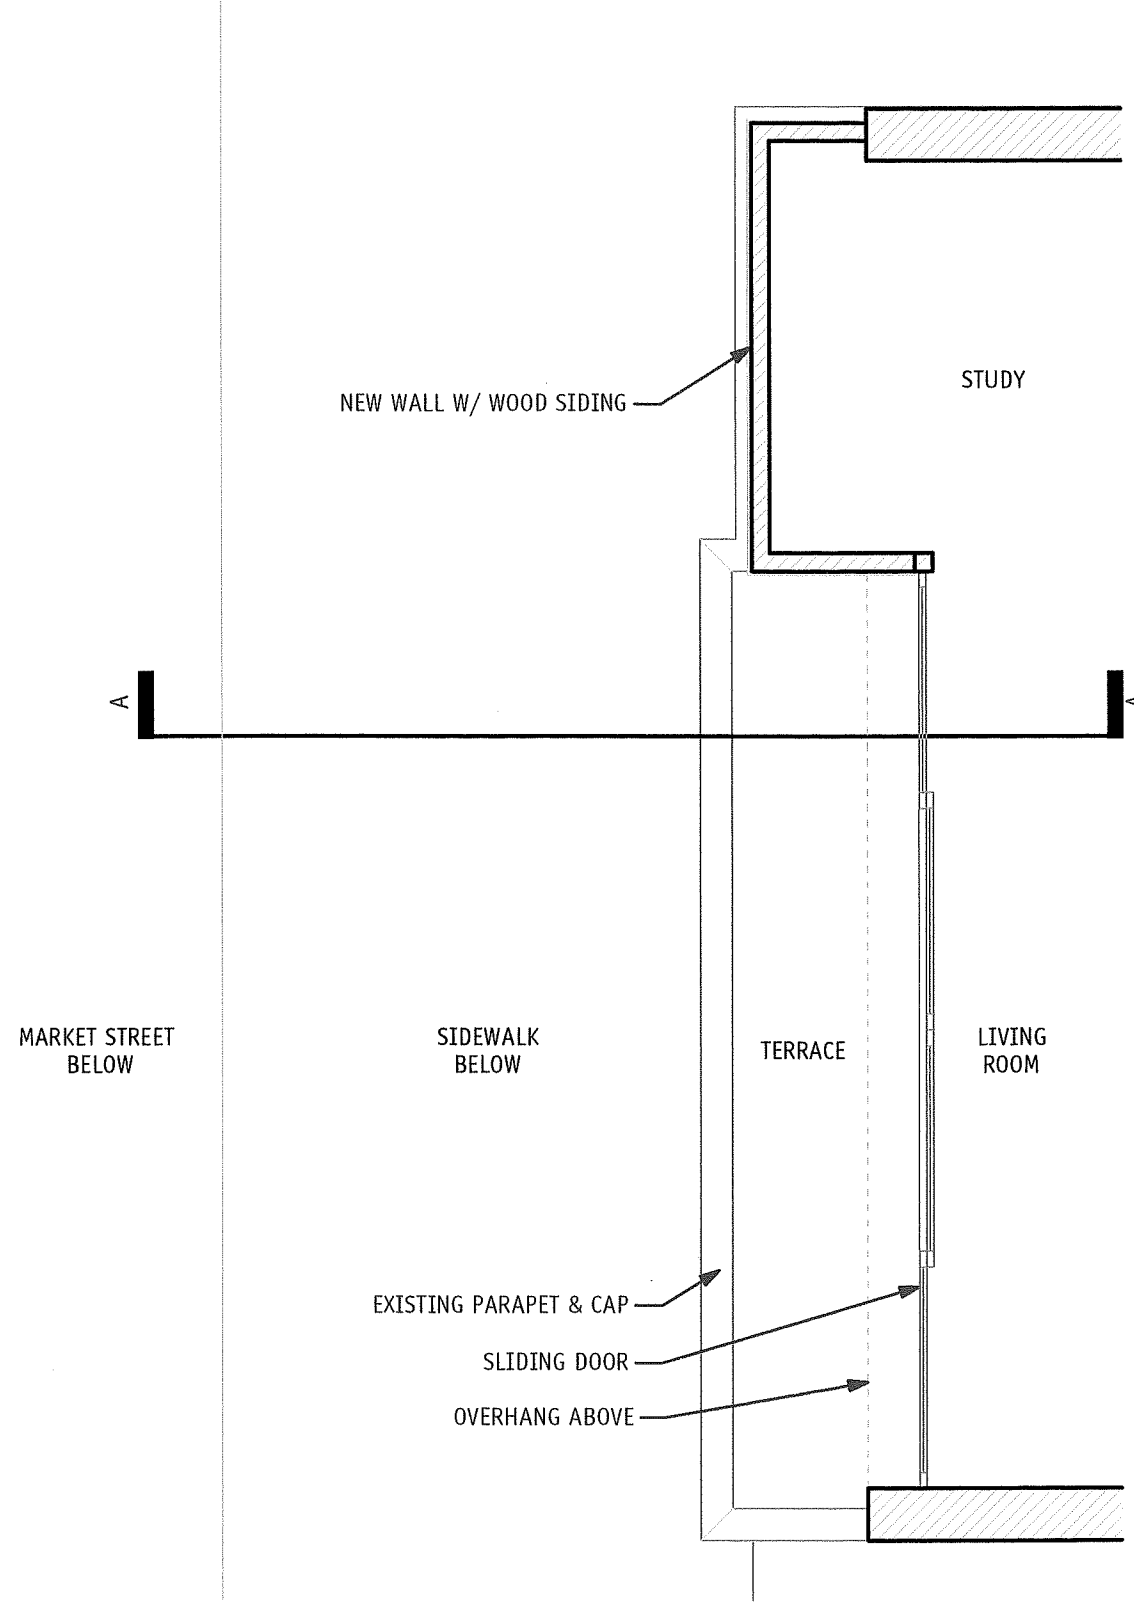 STUDY
NEW WALL W/ WOOD SIDING
A
A
MARKET STREET
BELOW
SIDEWALK
BELOW
TERRACE
LIVING
ROOM
EXISTING PARAPET & CAP
SLIDING DOOR
OVERHANG ABOVE